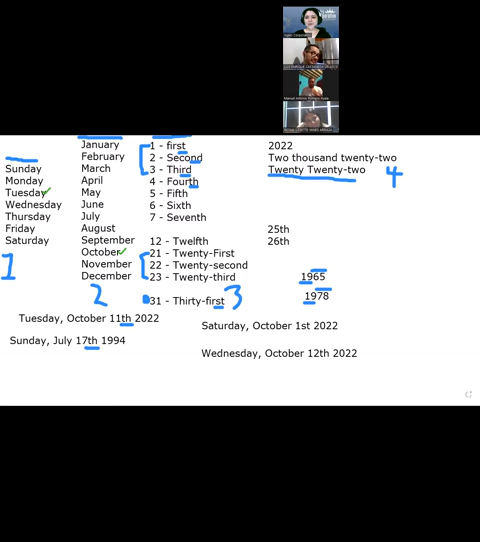 Sunday
Monday
Tuesday
Wednesday
Thursday
Friday
Saturday
1
January
February
March
April
May
June
July
August
September
October
November
December
2
1 - first
2 - Second
3 - Third
4 - Fourth
5 - Fifth
6 - Sixth
7 - Seventh
12 - Twelfth
21 - Twenty-First
22 - Twenty-second
23 - Twenty-third
31 - Thirty-first
3
2022
Two thousand twenty-two
Twenty Twenty-two
4
25th
26th
1965
1978
Tuesday, October 11th 2022
Sunday, July 17th 1994
Saturday, October 1st 2022
Wednesday, October 12th 2022